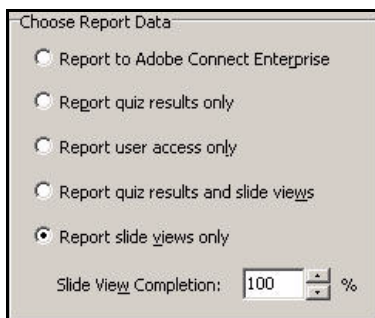 Choose Report Data
Report to Adobe Connect Enterprise
Report quiz results only
Report user access only
Report quiz results and slide views
Report slide views only
Slide View Completion: 100 %